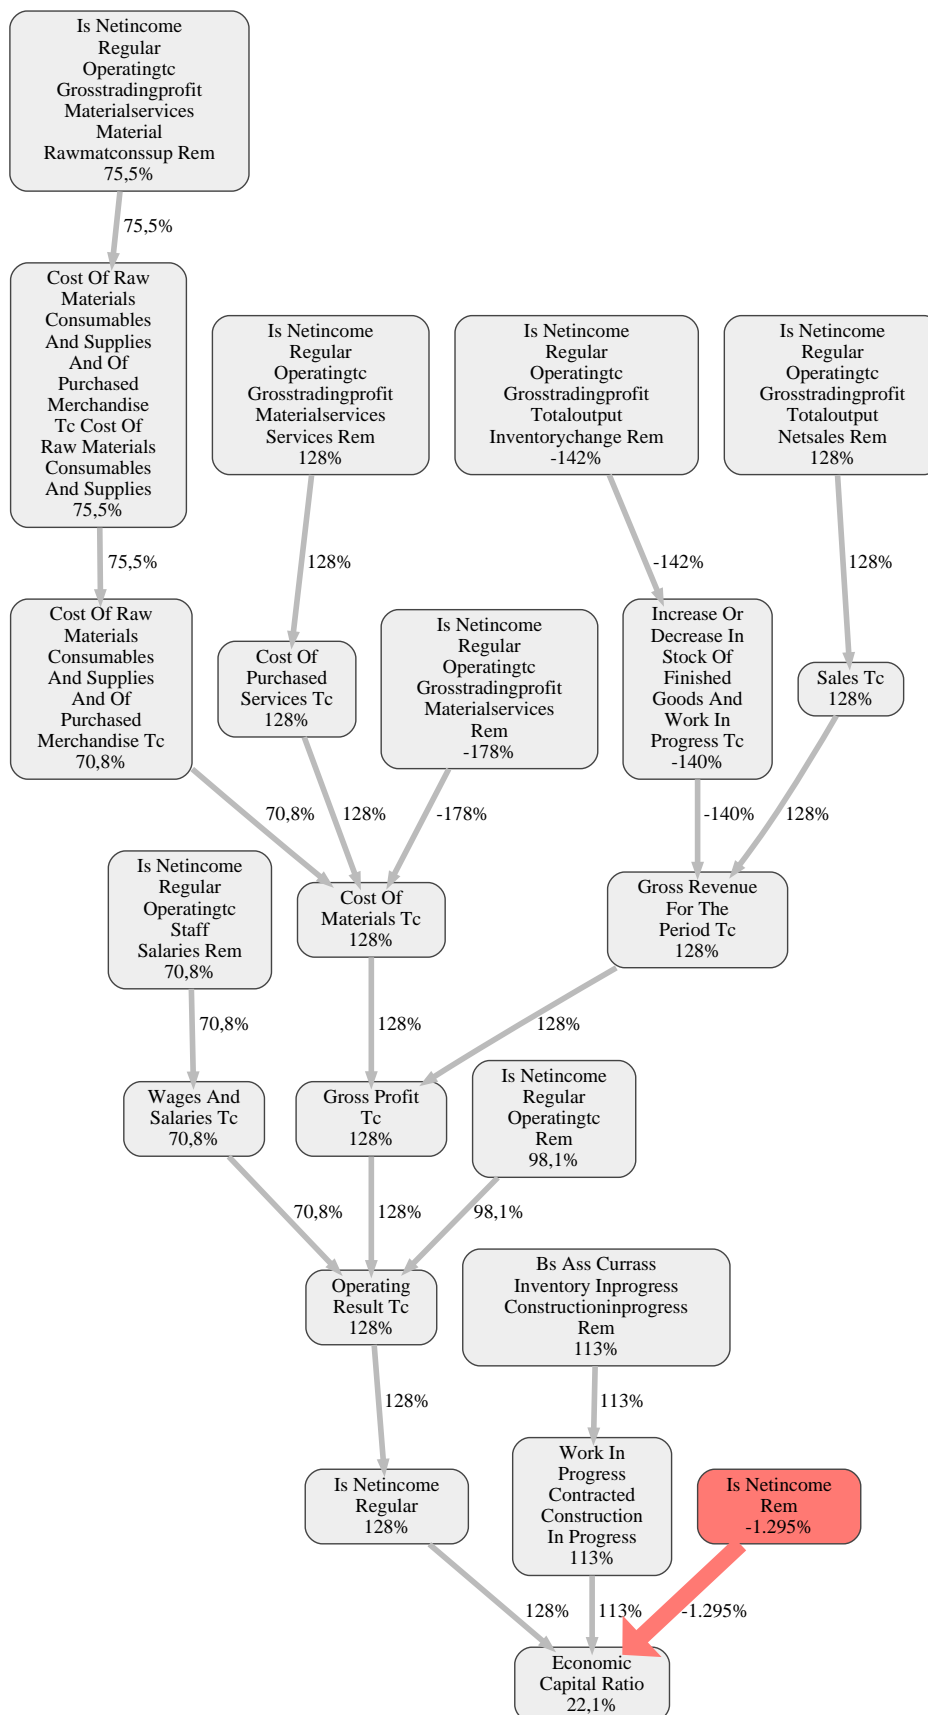 Is Netincome
Regular
Operatingtc
Grosstradingprofit
Materialservices
Material
Rawmatconssup Rem
75,5%
75,5%
Cost Of Raw
Materials
Consumables
And Supplies
And Of
Purchased
Merchandise
Tc Cost Of
Raw Materials
Consumables
And Supplies
75,5%
Is Netincome
Regular
Operatingtc
Grosstradingprofit
Materialservices
Services Rem
128%
Is Netincome
Regular
Operatingtc
Grosstradingprofit
Totaloutput
Inventorychange Rem
-142%
Is Netincome
Regular
Operatingtc
Grosstradingprofit
Totaloutput
Netsales Rem
128%
75,5%
128%
-142%
128%
Cost Of Raw
Materials
Consumables
And Supplies
And Of
Purchased
Merchandise Tc
70,8%
Cost Of
Purchased
Services Tc
128%
Is Netincome
Regular
Operatingtc
Grosstradingprofit
Materialservices
Rem
-178%
Increase Or
Decrease In
Stock Of
Finished
Goods And
Work In
Progress Tc
-140%
Sales Tc
128%
70,8%
128%
-178%
-140%
128%
Is Netincome
Regular
Operatingtc
Staff
Salaries Rem
70,8%
Cost Of
Materials Tc
128%
Gross Revenue
For The
Period Tc
128%
70,8%
128%
128%
Wages And
Salaries Tc
70,8%
Gross Profit
Tc
128%
Is Netincome
Regular
Operatingtc
Rem
98,1%
70,8%
128%
98,1%
Operating
Result Tc
128%
Bs Ass Currass
Inventory Inprogress
Constructioninprogress
Rem
113%
128%
113%
Is Netincome
Regular
128%
Work In
Progress
Contracted
Construction
In Progress
113%
Is Netincome
Rem
-1.295%
128%
113%
-1.295%
Economic
Capital Ratio
22,1%